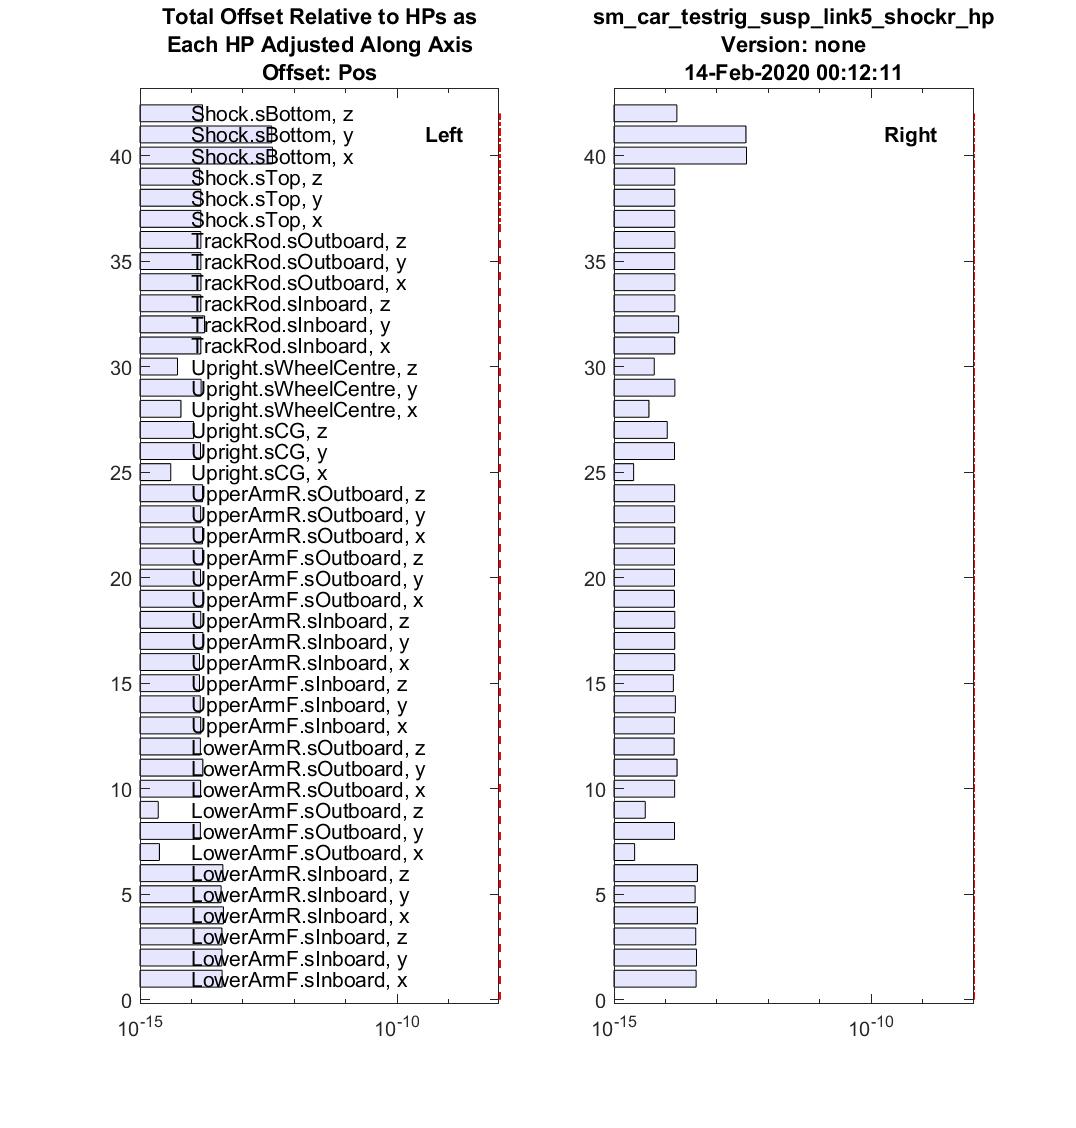 Total Offset Relative to HPs as
Each HP Adjusted Along Axis
Offset: Pos
Left
Shock.sBottom, z
Shock.sBottom, y
40
Shock.sBottom, x
Shock.sTop, z
Shock.sTop, y
Shock.sTop, x
TrackRod.sOutboard, z
35
TrackRod.sOutboard, y
TrackRod.sOutboard, x
TrackRod.sInboard, z
TrackRod.sInboard, y
TrackRod.sInboard, x
30
Upright.sWheelCentre, z
Upright.sWheelCentre, y
Upright.sWheelCentre, x
Upright.sCG, z
Upright.sCG, y
25
Upright.sCG, x
UpperArmR.sOutboard, z
UpperArmR.sOutboard, y
UpperArmR.sOutboard, x
UpperArmF.sOutboard, z
20
UpperArmF.sOutboard, y
UpperArmF.sOutboard, x
UpperArmR.sInboard, z
UpperArmR.sInboard, y
UpperArmR.sInboard, x
15
UpperArmF.sInboard, z
UpperArmF.sInboard, y
UpperArmF.sInboard, x
LowerArmR.sOutboard, z
LowerArmR.sOutboard, y
10
LowerArmR.sOutboard, x
LowerArmF.sOutboard, z
LowerArmF.sOutboard, y
LowerArmF.sOutboard, x
LowerArmR.sInboard, z
5
LowerArmR.sInboard, y
LowerArmR.sInboard, x
LowerArmF.sInboard, z
LowerArmF.sInboard, y
LowerArmF.sInboard, x
0
10^-15
10^-10
sm_car_testrig_susp_link5_shockr_hp
Version: none
14-Feb-2020 00:12:11
Right
40
35
30
25
20
15
10
5
0
10^-15
10^-10